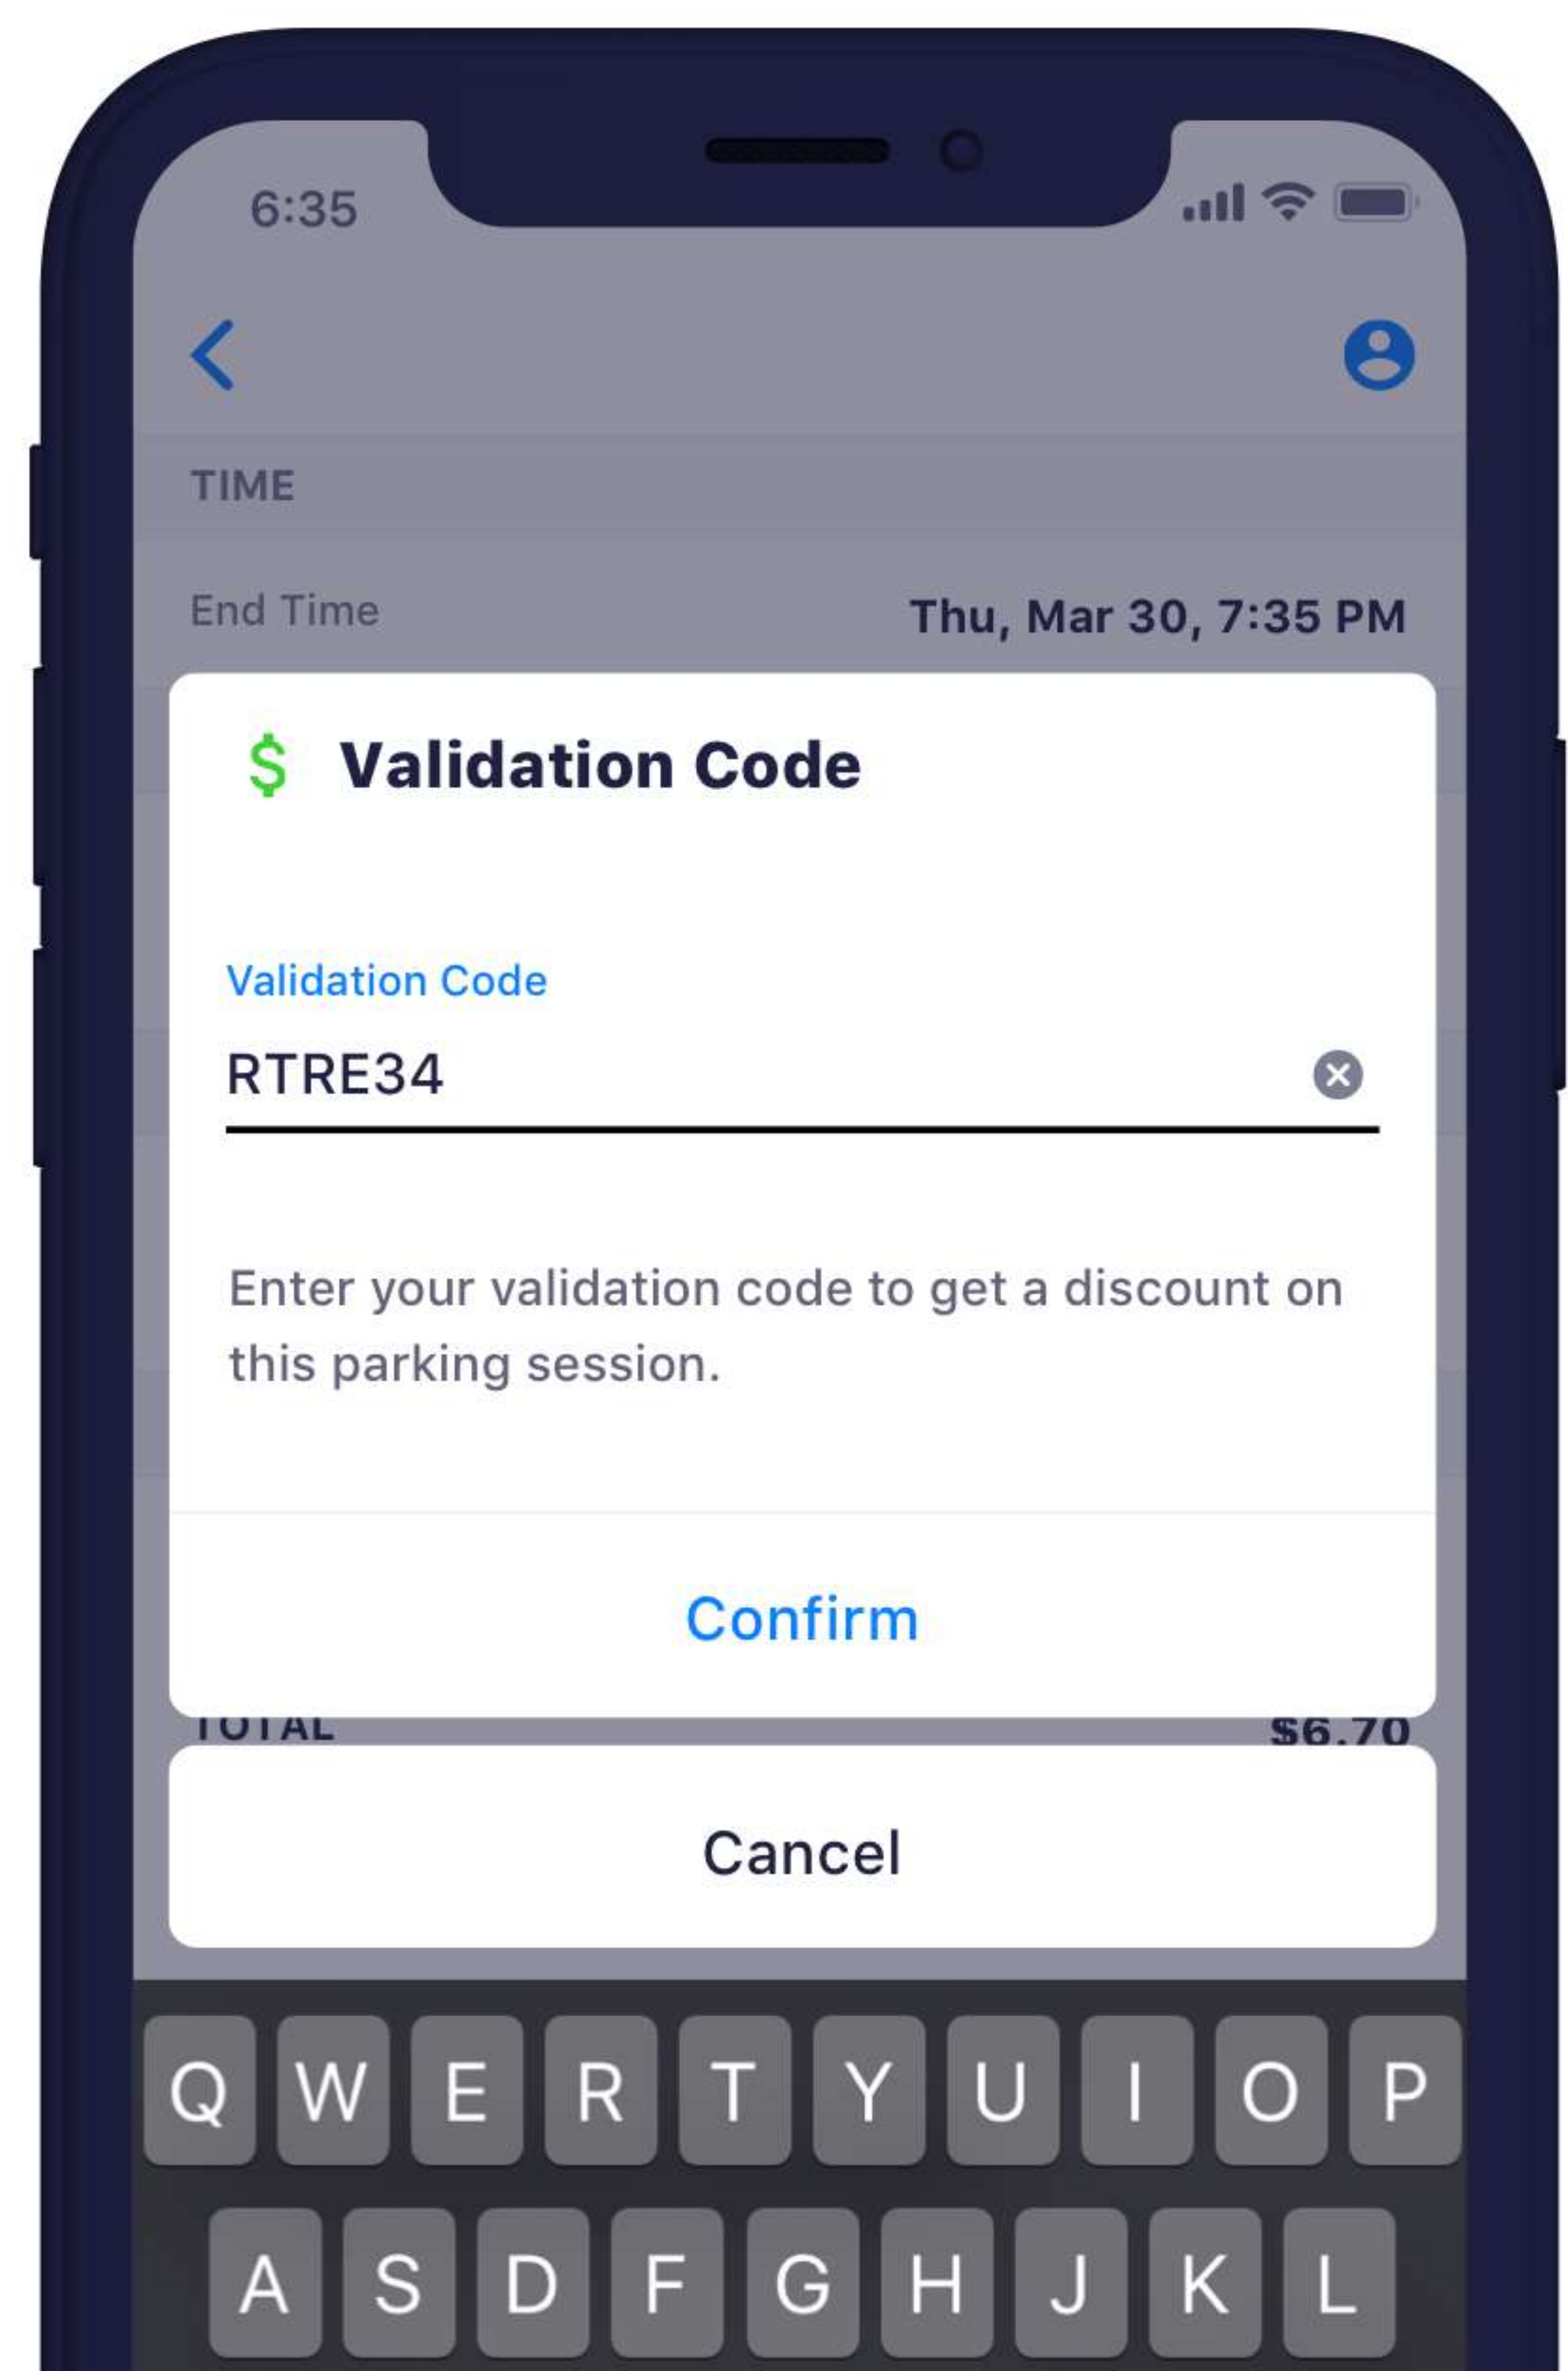 6:35
TIME
End Time
Thu, Mar 30, 7:35 PM
$ Validation Code
Validation Code
RTRE34
Enter your validation code to get a discount on
this parking session.
Confirm
TOTAL
$6.70
Cancel
Q W E R T Y U I O P
A S D F G H J K L